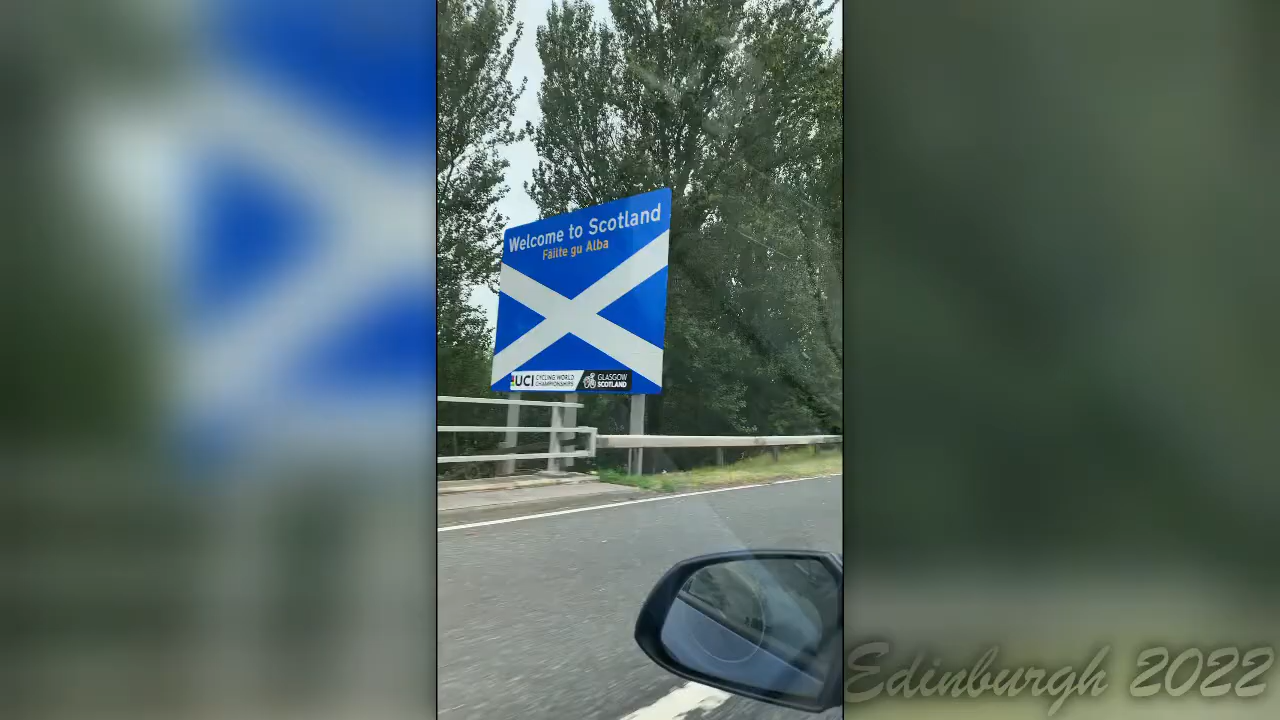 Welcome to Scotland
Fàilte gu Alba
UCI CYCLING WORLD CHAMPIONSHIPS GLASGOW SCOTLAND
Edinburgh 2022